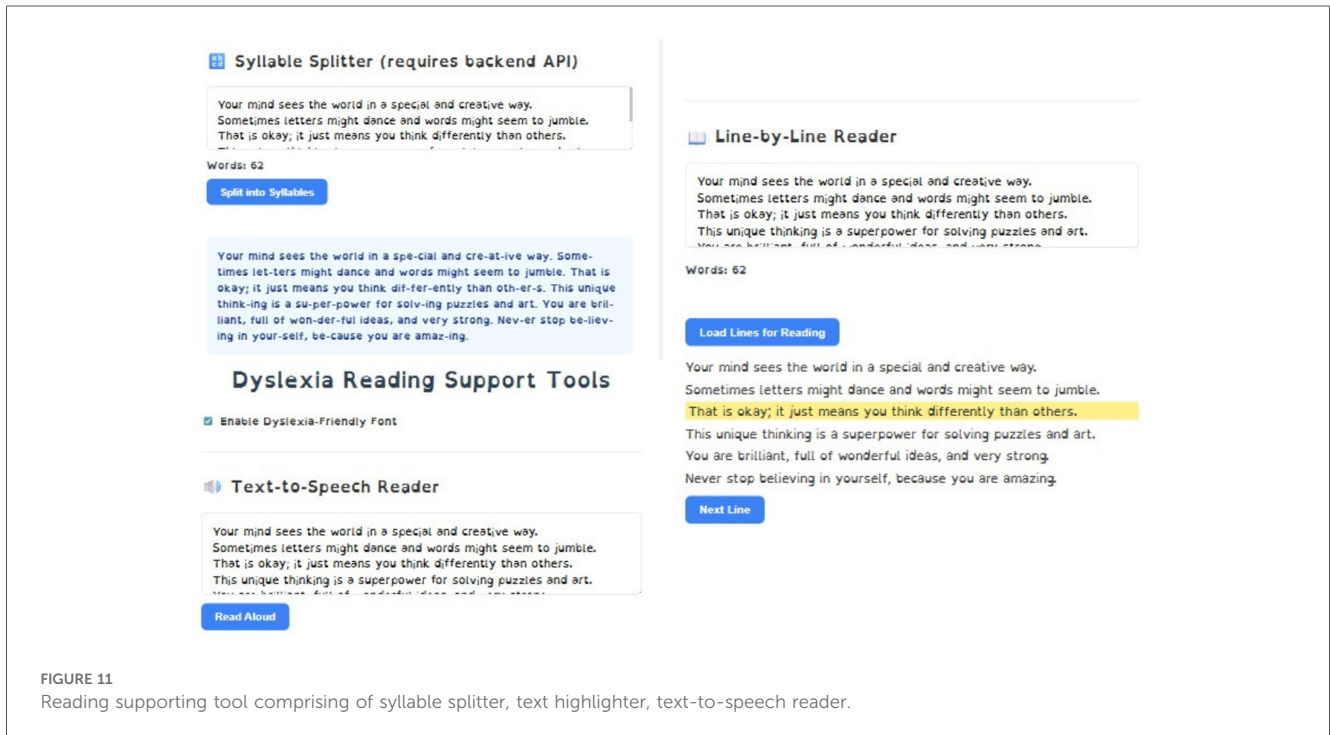 Syllable Splitter (requires backend API)
Your mind sees the world in a special and creative way.
Sometimes letters might dance and words might seem to jumble.
That is okay; it just means you think differently than others.
Words: 62
Split into Syllables
Your mind sees the world in a spe-cial and cre-at-ive way. Some-
times let-ters might dance and words might seem to jumble. That is
okay; it just means you think dif-fer-ently than oth-er-s. This unique
think-ing is a su-per-power for solv-ing puzzles and art. You are bril-
liant, full of won-der-ful ideas, and very strong. Nev-er stop be-liev-
ing in your-self, be-cause you are amaz-ing.
Dyslexia Reading Support Tools
Enable Dyslexia-Friendly Font
Text-to-Speech Reader
Your mind sees the world in a special and creative way.
Sometimes letters might dance and words might seem to jumble.
That is okay; it just means you think differently than others.
This unique thinking is a superpower for solving puzzles and art.
Read Aloud
Line-by-Line Reader
Your mind sees the world in a special and creative way.
Sometimes letters might dance and words might seem to jumble.
That is okay; it just means you think differently than others.
This unique thinking is a superpower for solving puzzles and art.
Words: 62
Load Lines for Reading
Your mind sees the world in a special and creative way.
Sometimes letters might dance and words might seem to jumble.
That is okay; it just means you think differently than others.
This unique thinking is a superpower for solving puzzles and art.
You are brilliant, full of wonderful ideas, and very strong.
Never stop believing in yourself, because you are amazing.
Next Line
FIGURE 11
Reading supporting tool comprising of syllable splitter, text highlighter, text-to-speech reader.